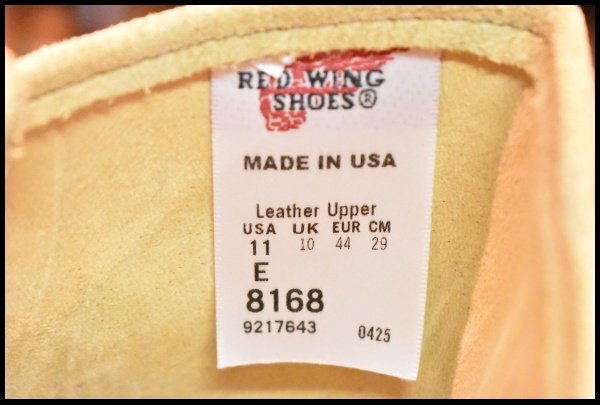 RED WING
SHOES®
MADE IN USA
Leather Upper
USA UK EUR CM
11 10 44 29
E
8168
9217643 0425